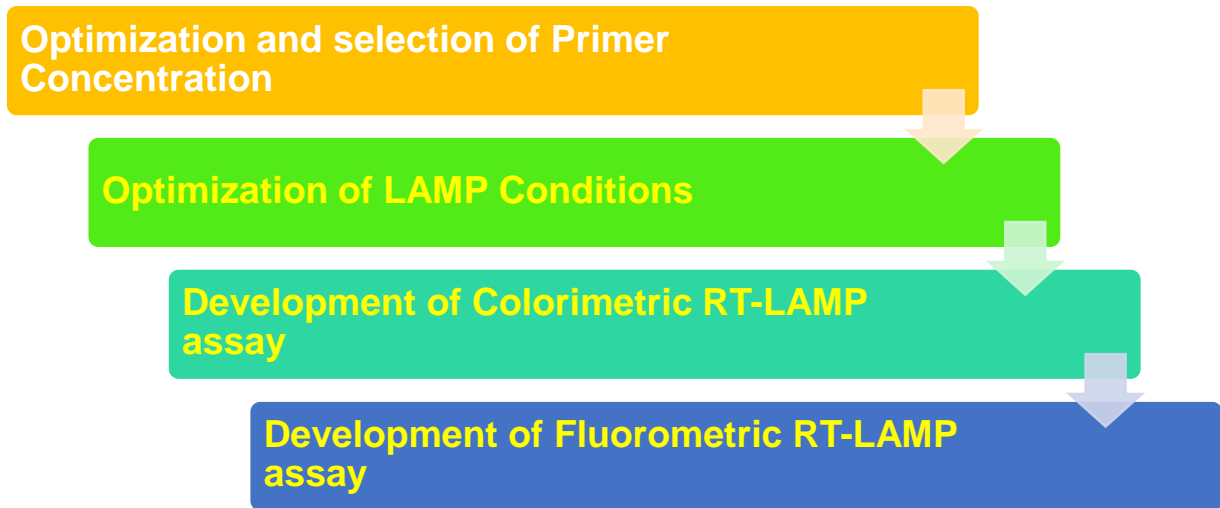 Optimization and selection of Primer
Concentration
Optimization of LAMP Conditions
Development of Colorimetric RT-LAMP
assay
Development of Fluorometric RT-LAMP
assay